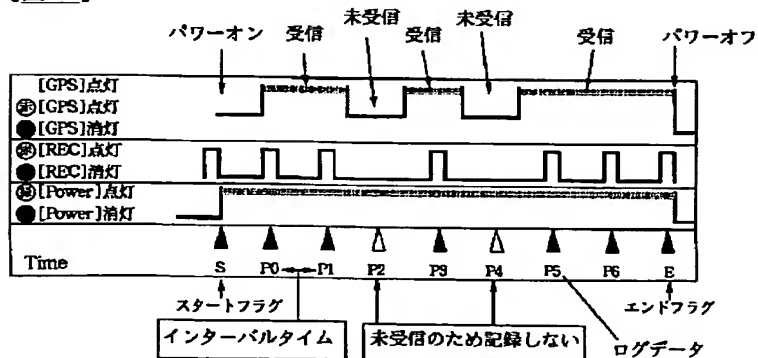 パワーオン 受信 未受信 受信 未受信 受信 パワーオフ
[GPS]点灯
[GPS]点灯
●[GPS]消灯
[REC]点灯
●[REC]消灯
[Power]点灯
●[Power]消灯
Time S P0 P1 P2 P3 P4 P5 P6 E
スタートフラグ エンドフラグ
インターバルタイム 未受信のため記録しない ログデータ